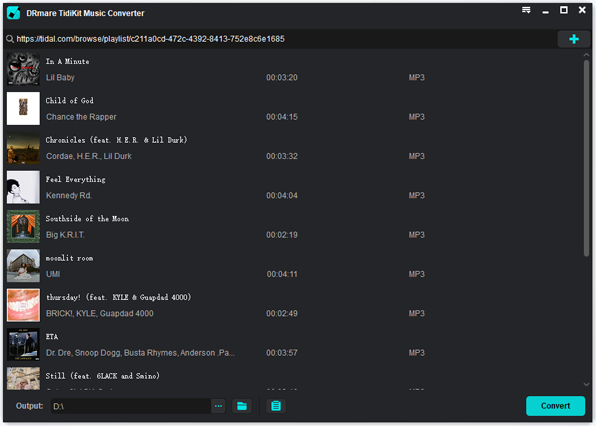 DRmare TidiKit Music Converter
https://tidal.com/browse/playlist/c211a0cd-472c-4392-8413-752e8c6e1685
In A Minute
Lil Baby 00:03:20 MP3
Child of God
Chance the Rapper 00:04:15 MP3
Chronicles (feat. H.E.R. & Lil Durk)
Cordae, H.E.R., Lil Durk 00:03:32 MP3
Feel Everything
Kennedy Rd. 00:04:04 MP3
Southside of the Moon
Big K.R.I.T. 00:02:19 MP3
moonlit room
UMI 00:04:11 MP3
thursday! (feat. KYLE & Guapdad 4000)
BRICK!, KYLE, Guapdad 4000 00:02:49 MP3
ETA
Dr. Dre, Snoop Dogg, Busta Rhymes, Anderson .Pa... 00:03:57 MP3
Still (feat. 6LACK and Smino)
Output: D:\ ... Convert